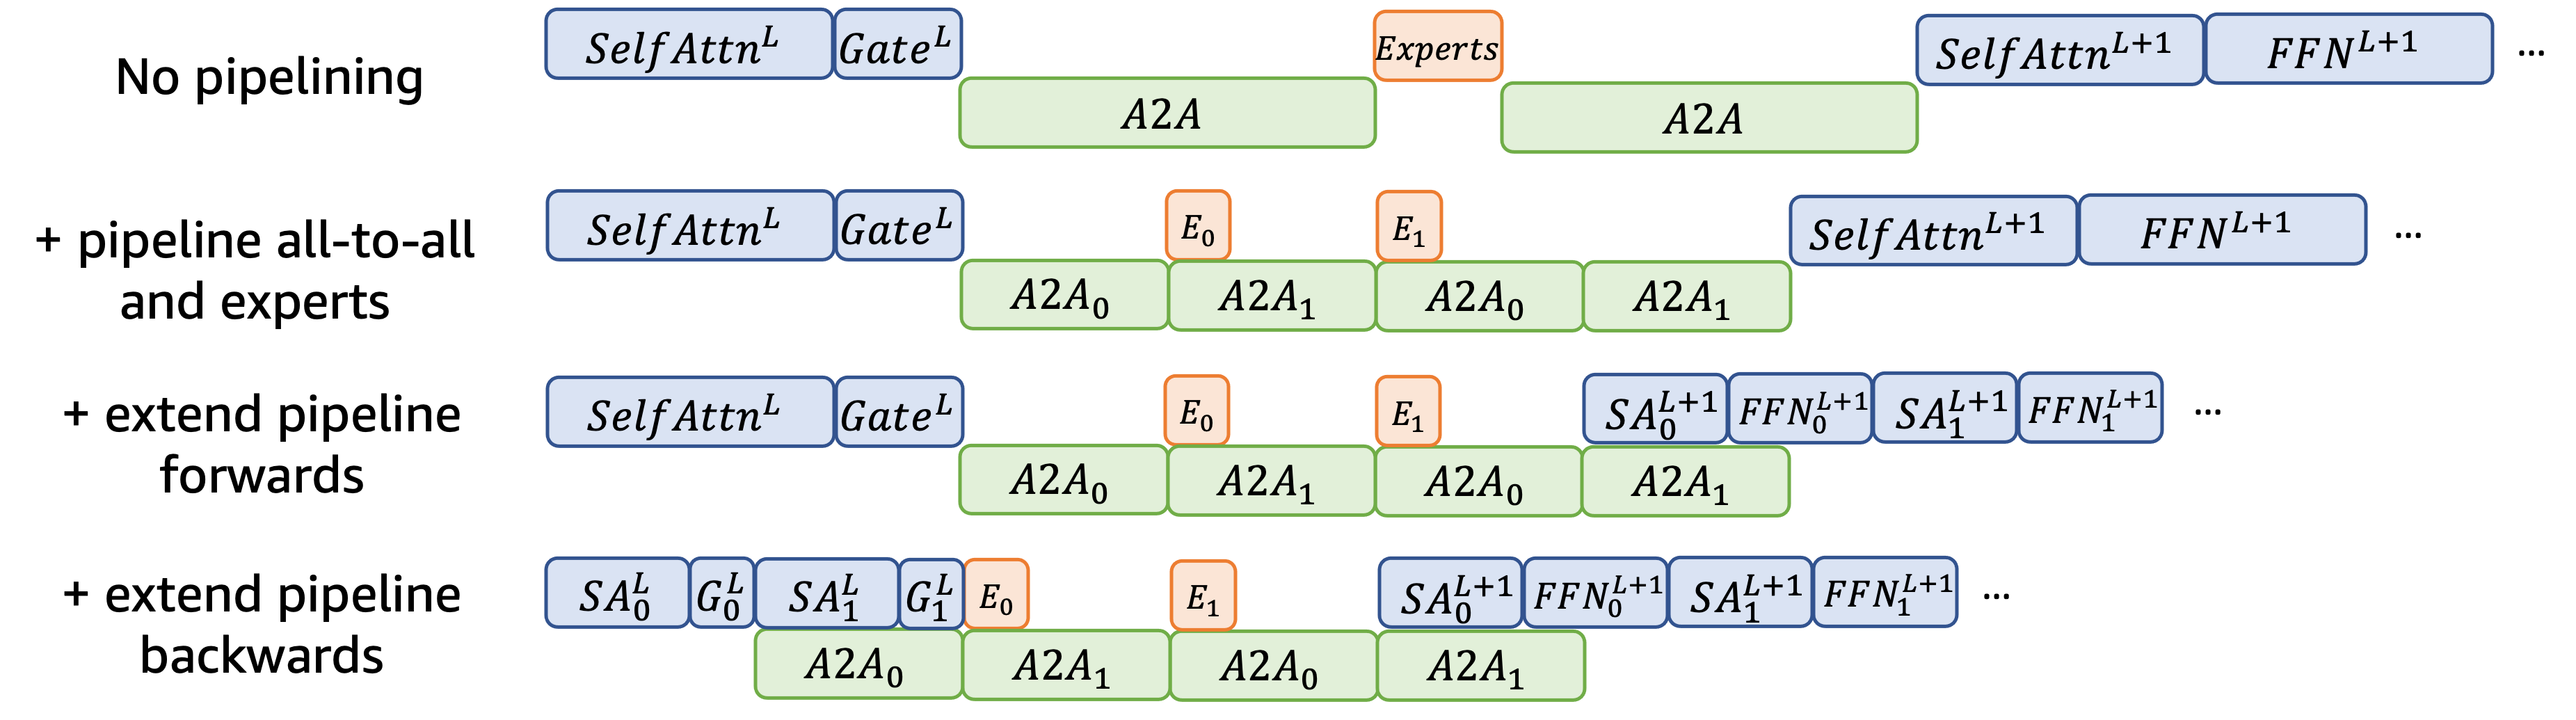 No pipelining
SelfAttn^L Gate^L Experts SelfAttn^{L+1} FFN^{L+1} ...
A2A A2A
+ pipeline all-to-all
and experts
SelfAttn^L Gate^L E_0 E_1 SelfAttn^{L+1} FFN^{L+1} ...
A2A_0 A2A_1 A2A_0 A2A_1
+ extend pipeline
forwards
SelfAttn^L Gate^L E_0 E_1 SA_0^{L+1} FFN_0^{L+1} SA_1^{L+1} FFN_1^{L+1} ...
A2A_0 A2A_1 A2A_0 A2A_1
+ extend pipeline
backwards
SA_0^L G_0^L SA_1^L G_1^L E_0 E_1 SA_0^{L+1} FFN_0^{L+1} SA_1^{L+1} FFN_1^{L+1} ...
A2A_0 A2A_1 A2A_0 A2A_1